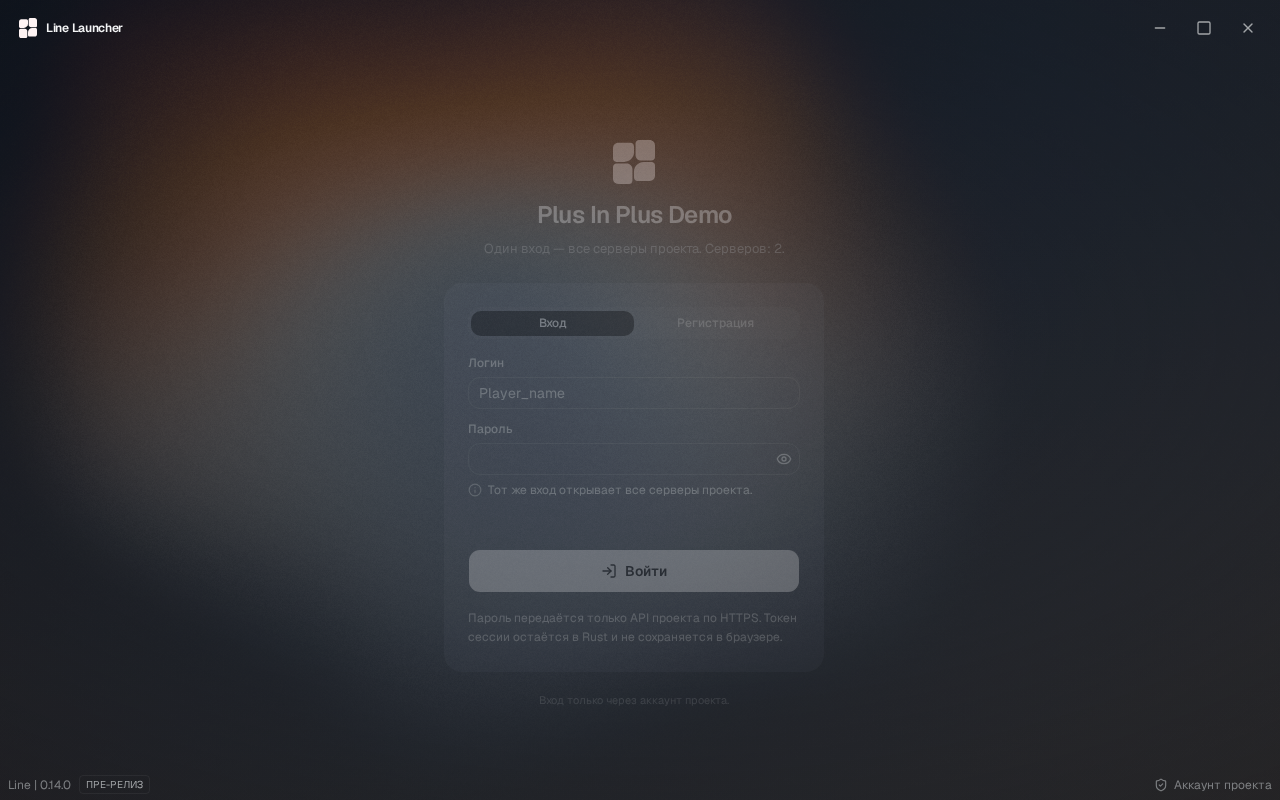 Line Launcher
Plus In Plus Demo
Один вход — все серверы проекта. Серверов: 2.
Вход
Регистрация
Логин
Player_name
Пароль
Тот же вход открывает все серверы проекта.
Войти
Пароль передаётся только API проекта по HTTPS. Токен
сессии остаётся в Rust и не сохраняется в браузере.
Вход только через аккаунт проекта.
Line | 0.14.0
ПРЕ-РЕЛИЗ
Аккаунт проекта